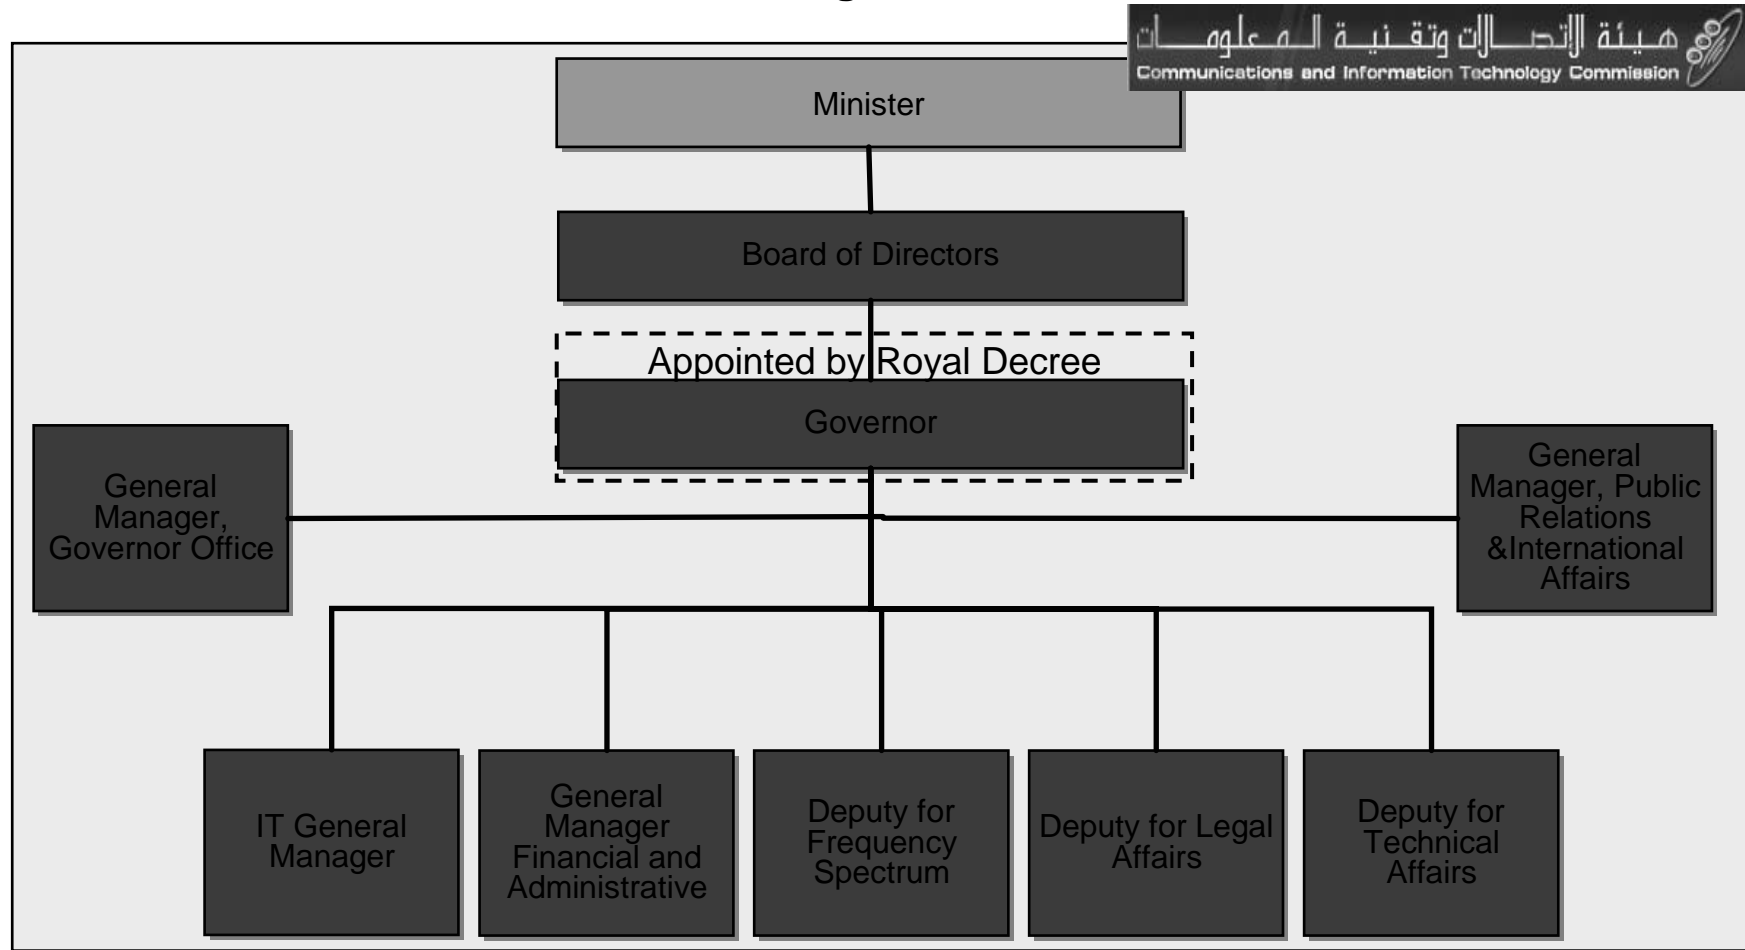 هيئة الإتصالات وتقنية المعلومات
Communications and Information Technology Commission
Minister
Board of Directors
Appointed by Royal Decree
Governor
General
Manager,
Governor Office
General
Manager, Public
Relations
&International
Affairs
IT General
Manager
General
Manager
Financial and
Administrative
Deputy for
Frequency
Spectrum
Deputy for Legal
Affairs
Deputy for
Technical
Affairs